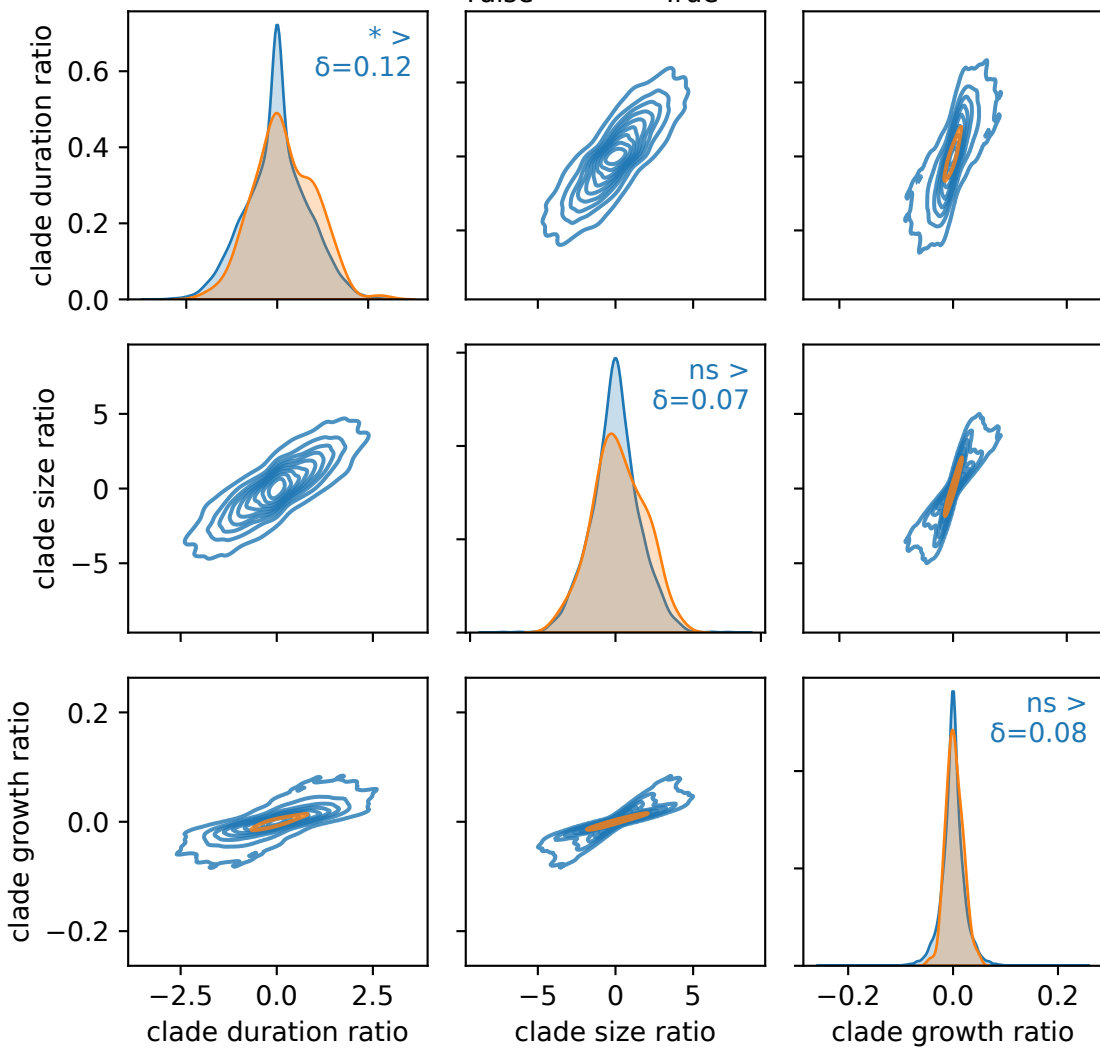 * >
δ=0.12
clade duration ratio
0.6
0.4
0.2
0.0
ns >
δ=0.07
clade size ratio
5
0
−5
ns >
δ=0.08
clade growth ratio
0.2
0.0
−0.2
−2.5 0.0 2.5
−5 0 5
−0.2 0.0 0.2
clade duration ratio
clade size ratio
clade growth ratio